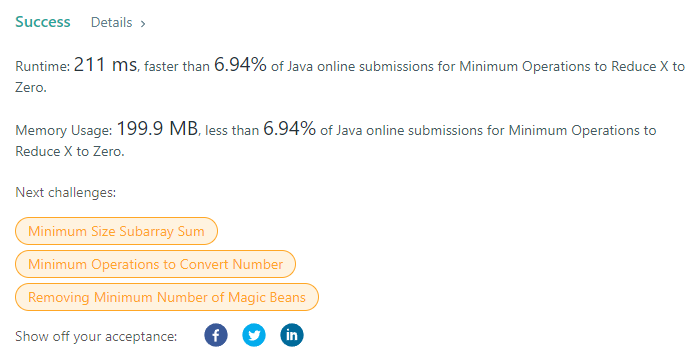 Success Details >
Runtime: 211 ms, faster than 6.94% of Java online submissions for Minimum Operations to Reduce X to
Zero.
Memory Usage: 199.9 MB, less than 6.94% of Java online submissions for Minimum Operations to
Reduce X to Zero.
Next challenges:
Minimum Size Subarray Sum
Minimum Operations to Convert Number
Removing Minimum Number of Magic Beans
Show off your acceptance: f in